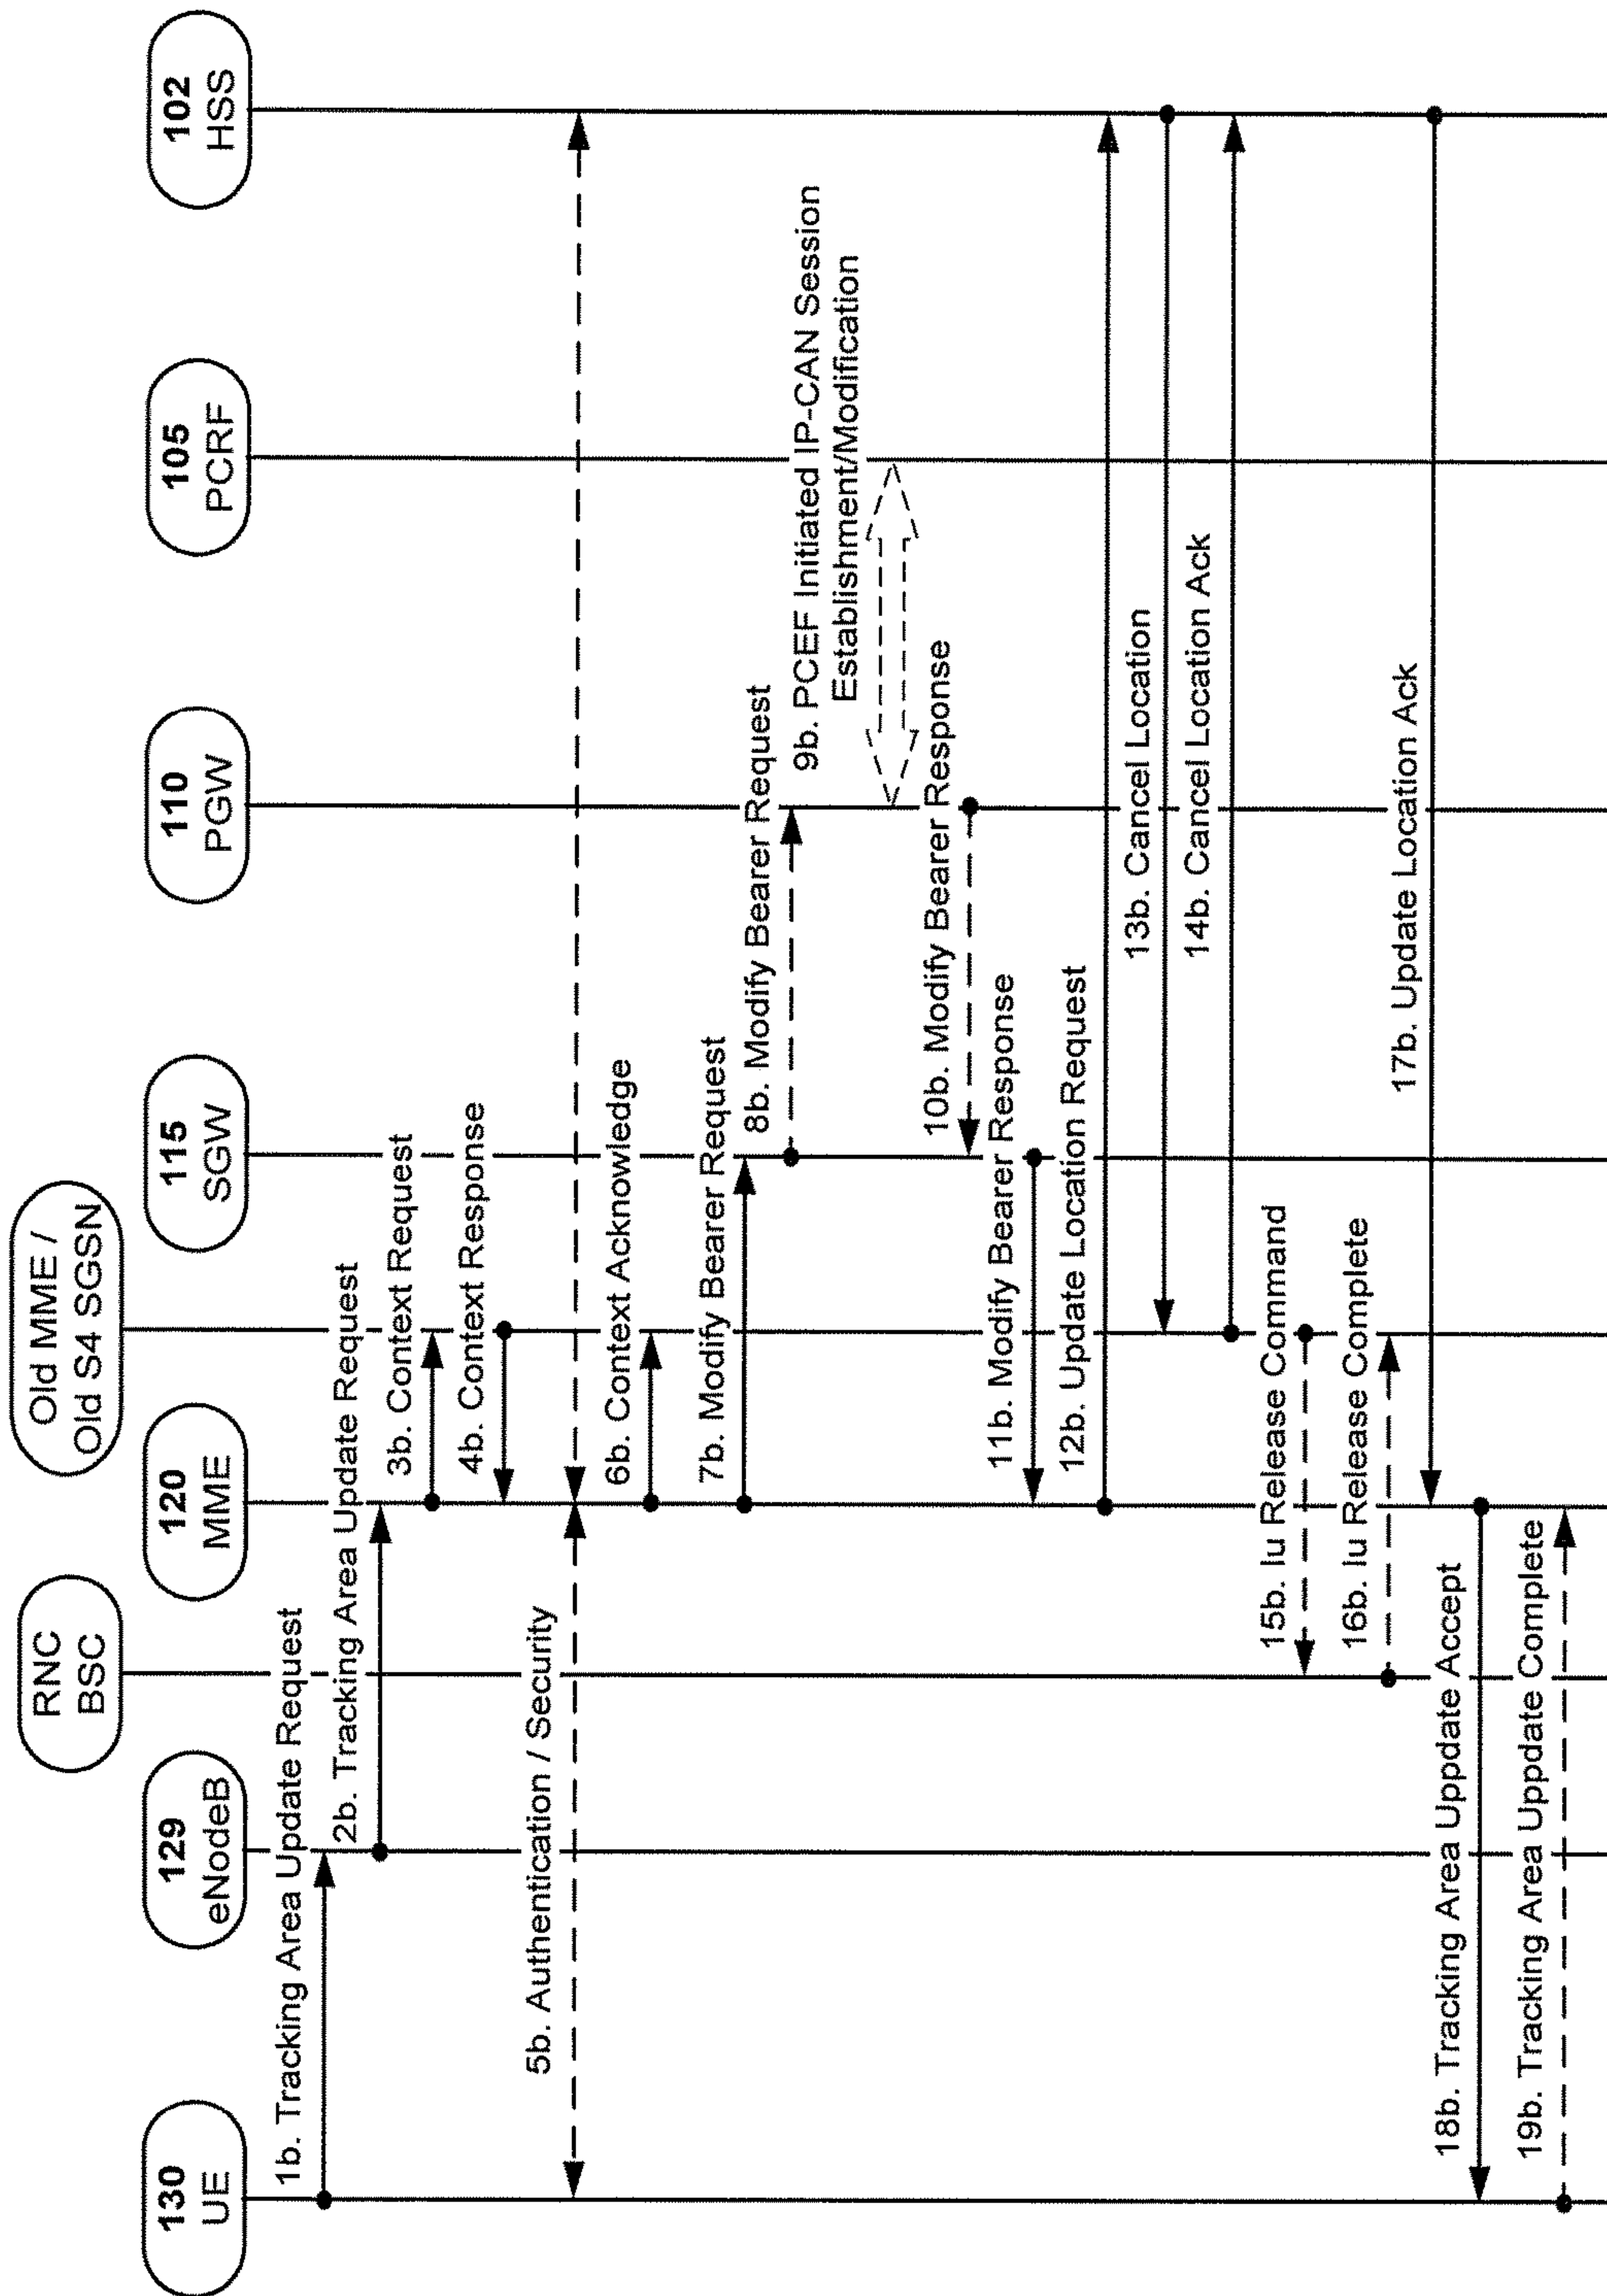 130
UE
129
eNodeB
RNC
BSC
120
MME
Old MME /
Old S4 SGSN
115
SGW
110
PGW
105
PCRF
102
HSS
1b. Tracking Area Update Request
2b. Tracking Area Update Request
3b. Context Request
4b. Context Response
5b. Authentication / Security
6b. Context Acknowledge
7b. Modify Bearer Request
8b. Modify Bearer Request
9b. PCEF Initiated IP-CAN Session
Establishment/Modification
10b. Modify Bearer Response
11b. Modify Bearer Response
12b. Update Location Request
13b. Cancel Location
14b. Cancel Location Ack
15b. Iu Release Command
16b. Iu Release Complete
17b. Update Location Ack
18b. Tracking Area Uppdate Accept
19b. Tracking Area Uppdate Complete